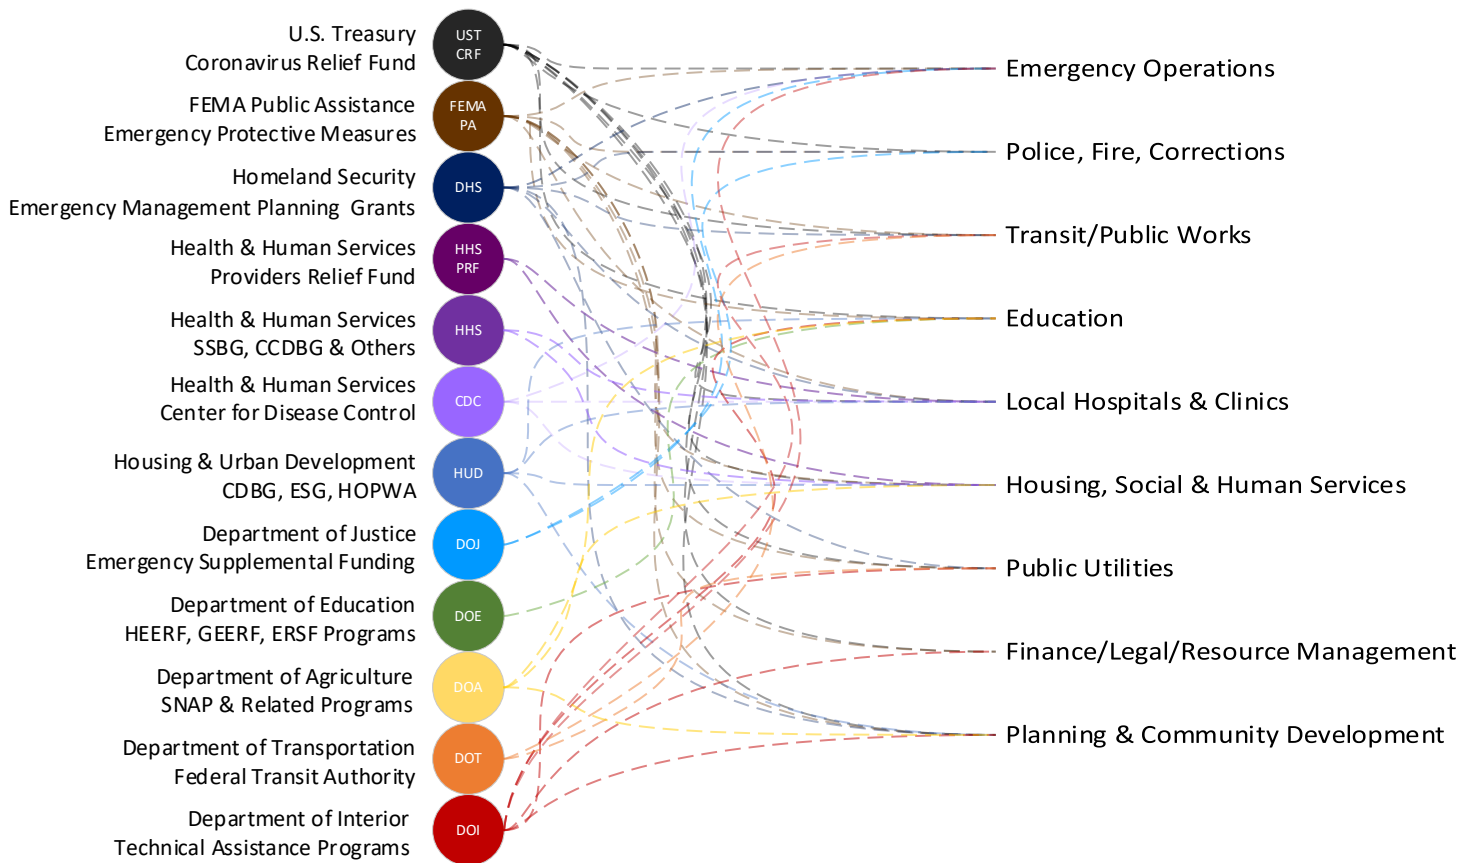 U.S. Treasury
Coronavirus Relief Fund
UST
CRF
FEMA Public Assistance
Emergency Protective Measures
FEMA
PA
Homeland Security
Emergency Management Planning Grants
DHS
Health & Human Services
Providers Relief Fund
HHS
PRF
Health & Human Services
SSBG, CCDBG & Others
HHS
Health & Human Services
Center for Disease Control
CDC
Housing & Urban Development
CDBG, ESG, HOPWA
HUD
Department of Justice
Emergency Supplemental Funding
DOJ
Department of Education
HEERF, GEERF, ERSF Programs
DOE
Department of Agriculture
SNAP & Related Programs
DOA
Department of Transportation
Federal Transit Authority
DOT
Department of Interior
Technical Assistance Programs
DOI
Emergency Operations
Police, Fire, Corrections
Transit/Public Works
Education
Local Hospitals & Clinics
Housing, Social & Human Services
Public Utilities
Finance/Legal/Resource Management
Planning & Community Development